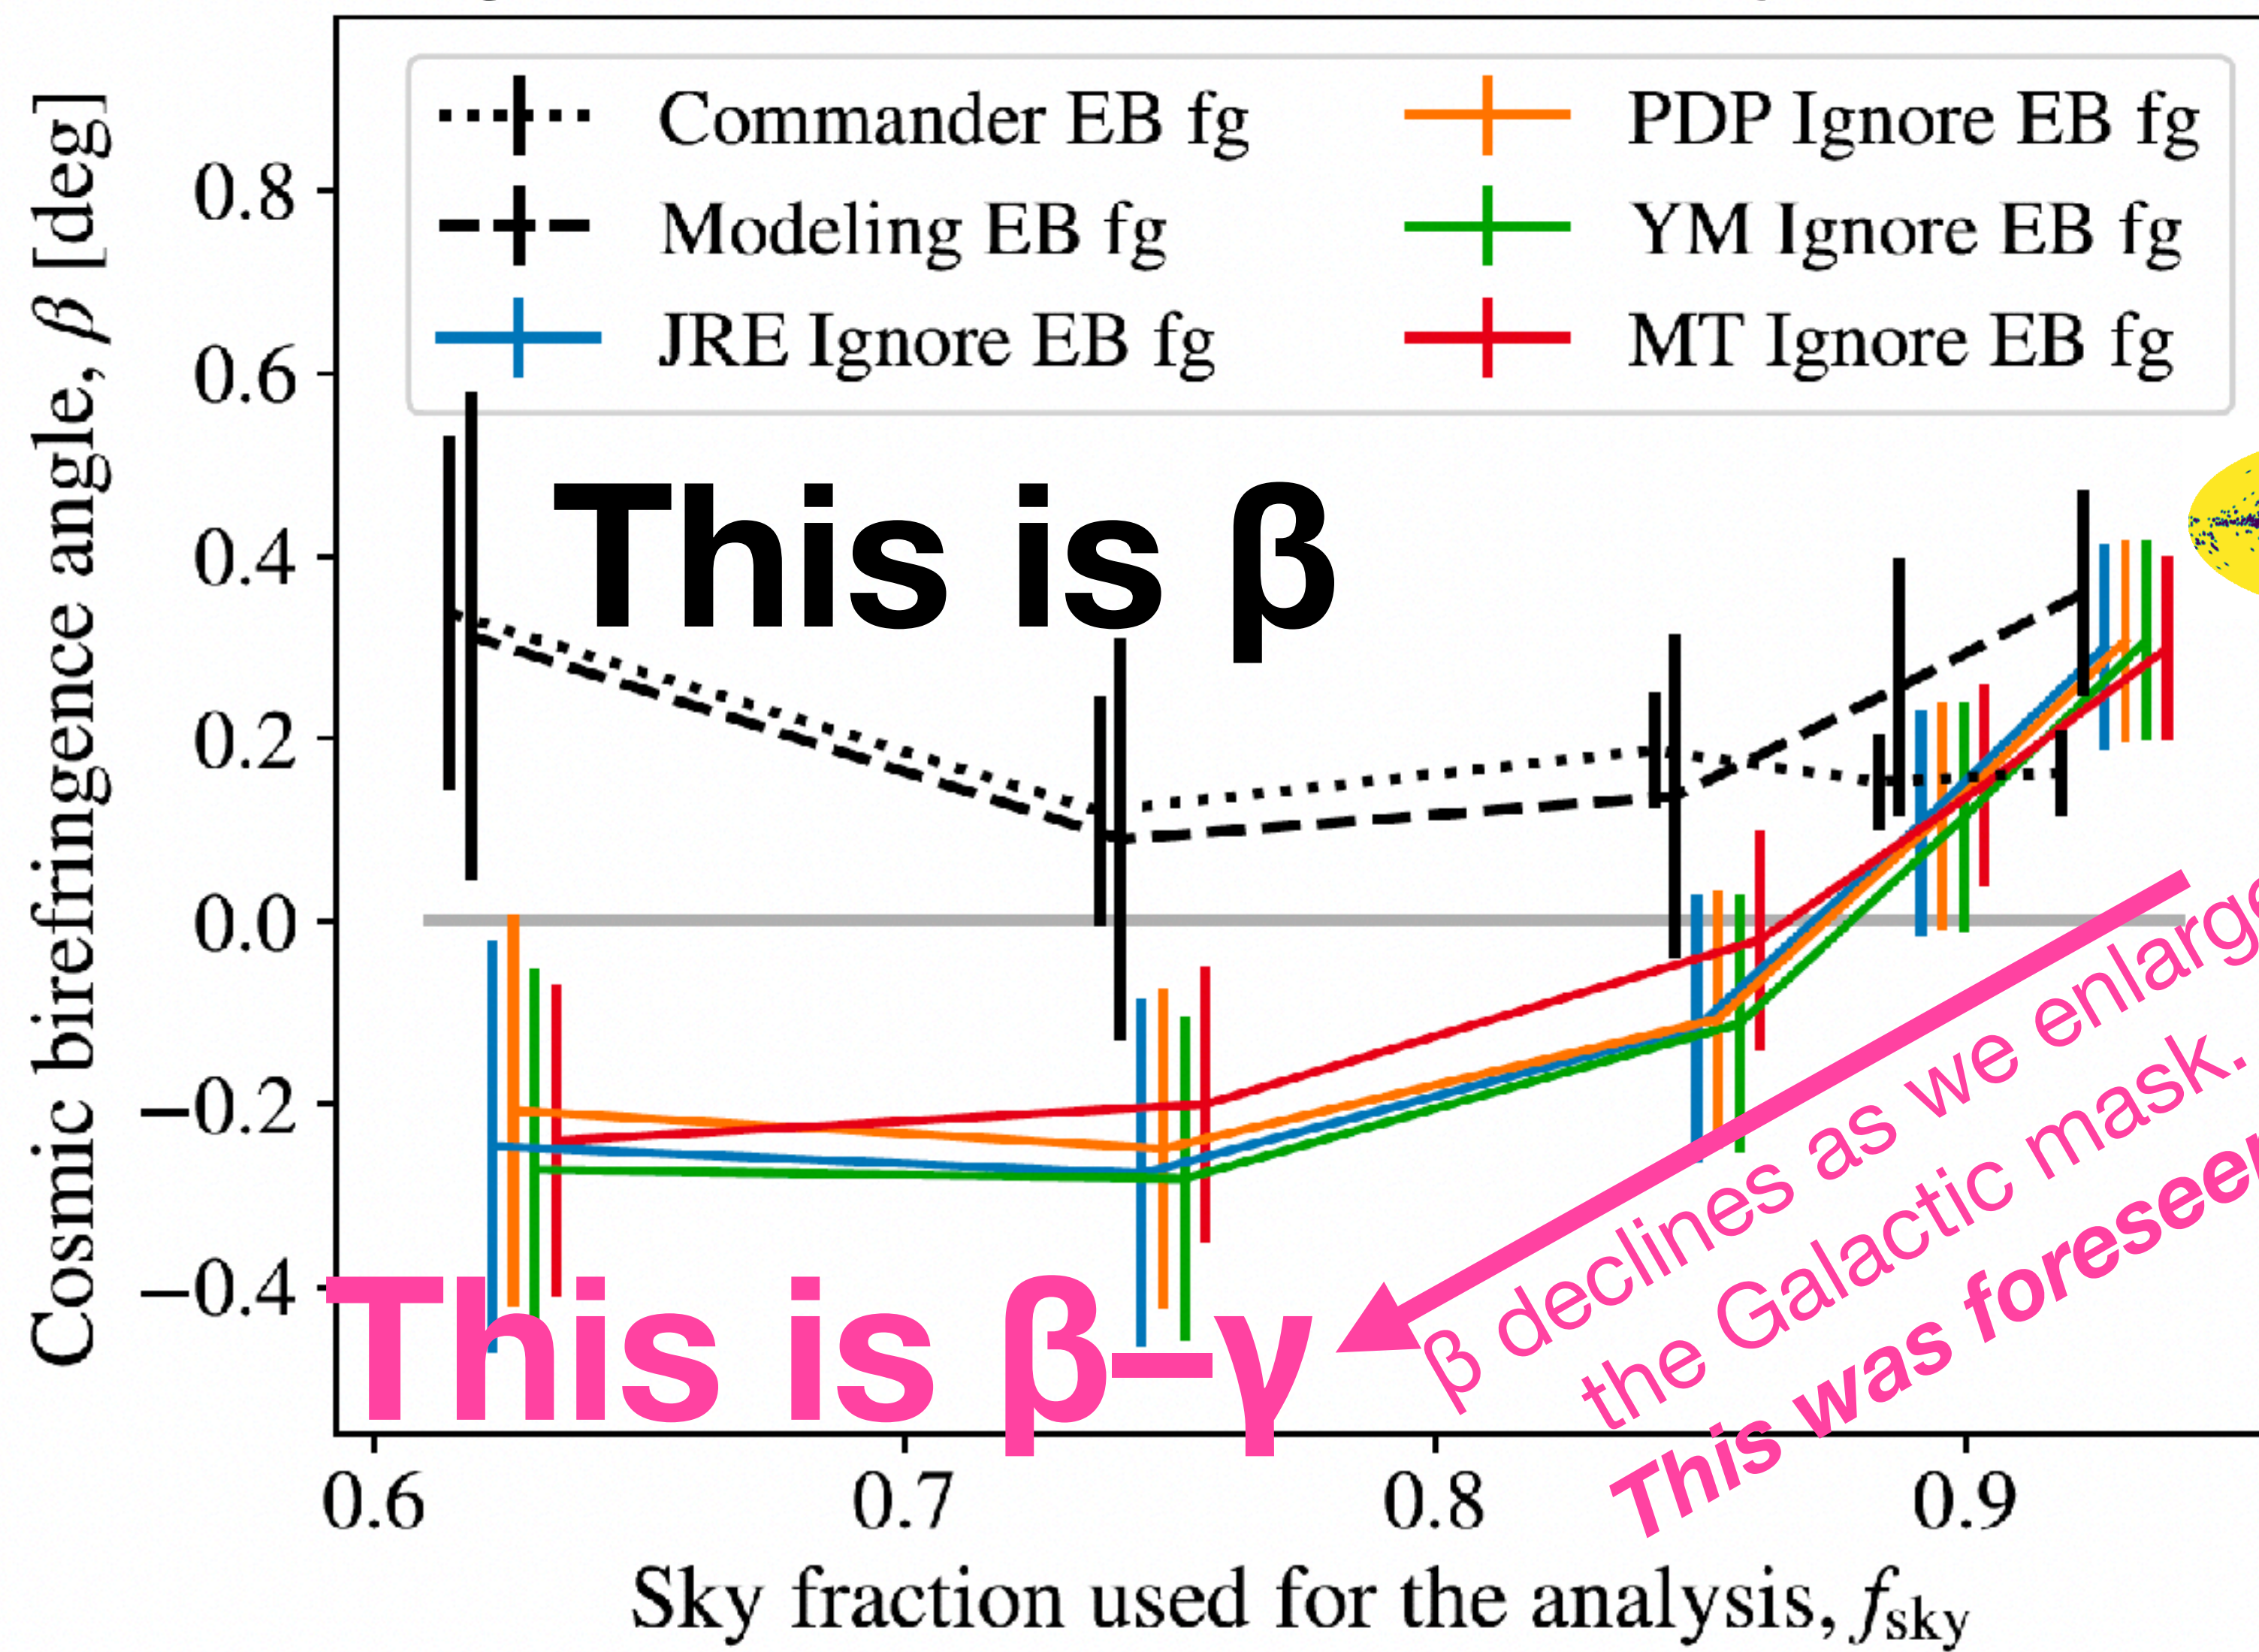 Commander EB fg
Modeling EB fg
JRE Ignore EB fg
PDP Ignore EB fg
YM Ignore EB fg
MT Ignore EB fg
Cosmic birefringence angle, β [deg]
0.8
0.6
0.4
0.2
0.0
−0.2
−0.4
This is β
This is β–γ
β declines as we enlarge
the Galactic mask.
This was foreseen
0.6 0.7 0.8 0.9
Sky fraction used for the analysis, fsky